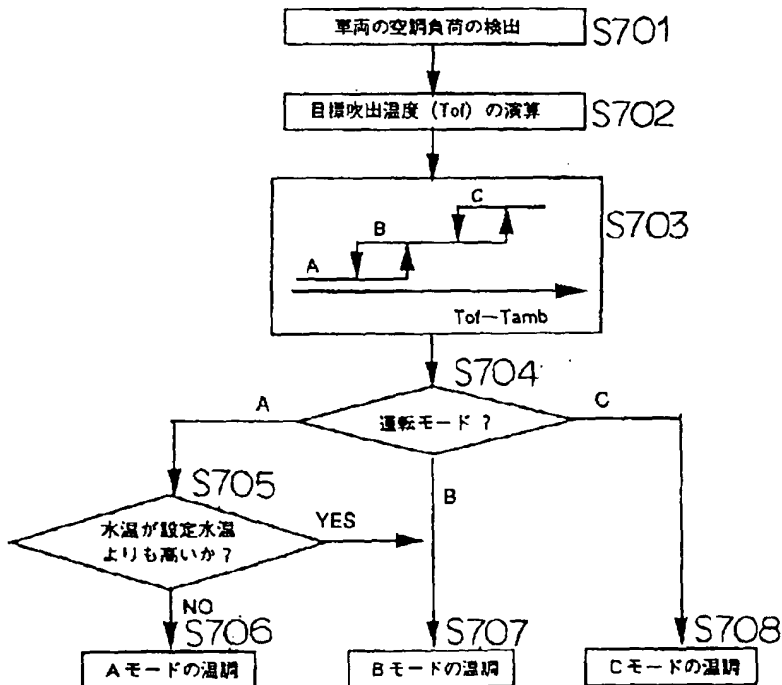 車両の空調負荷の検出
S701
目標吹出温度 (Tof) の演算
S702
C
B
A
S703
Tof－Tamb
S704
A
運転モード ?
C
B
S705
水温が設定水温
よりも高いか ?
YES
NO
S706
Aモードの温調
S707
Bモードの温調
S708
Cモードの温調